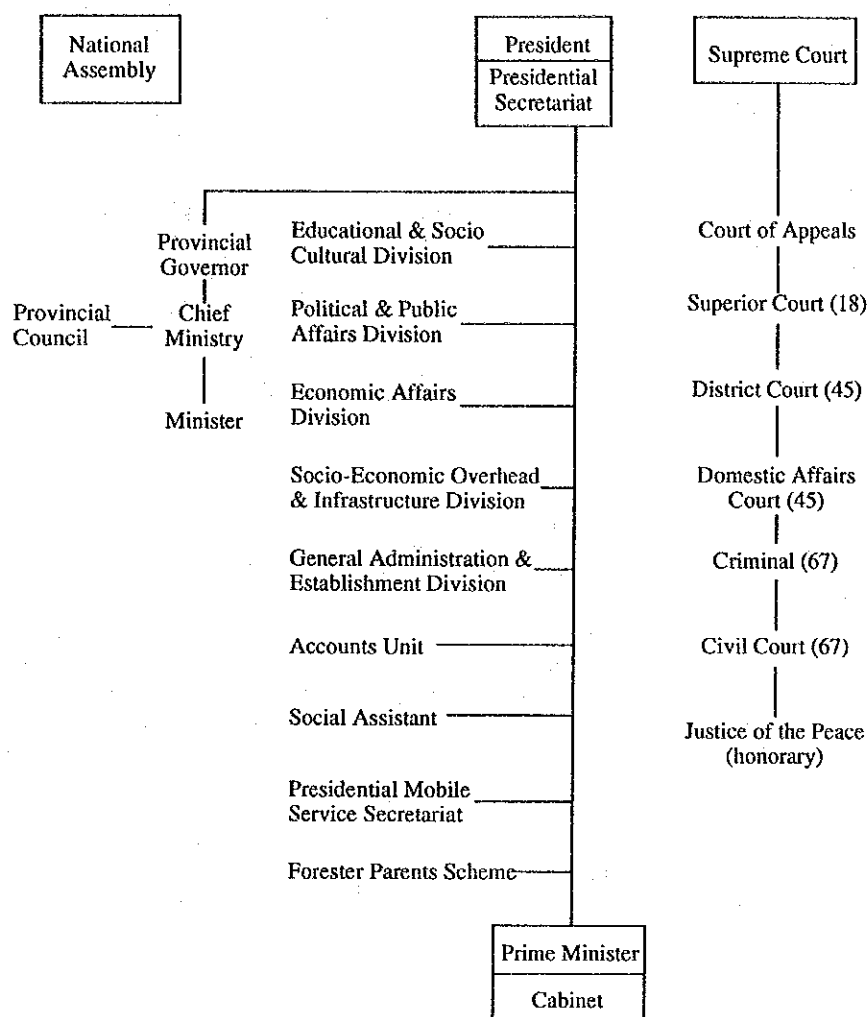 National
Assembly
President
Presidential
Secretariat
Supreme Court
Provincial
Governor
Provincial
Council
Chief
Ministry
Minister
Educational & Socio
Cultural Division
Political & Public
Affairs Division
Economic Affairs
Division
Socio-Economic Overhead
& Infrastructure Division
General Administration &
Establishment Division
Accounts Unit
Social Assistant
Presidential Mobile
Service Secretariat
Forester Parents Scheme
Prime Minister
Cabinet
Court of Appeals
Superior Court (18)
District Court (45)
Domestic Affairs
Court (45)
Criminal (67)
Civil Court (67)
Justice of the Peace
(honorary)